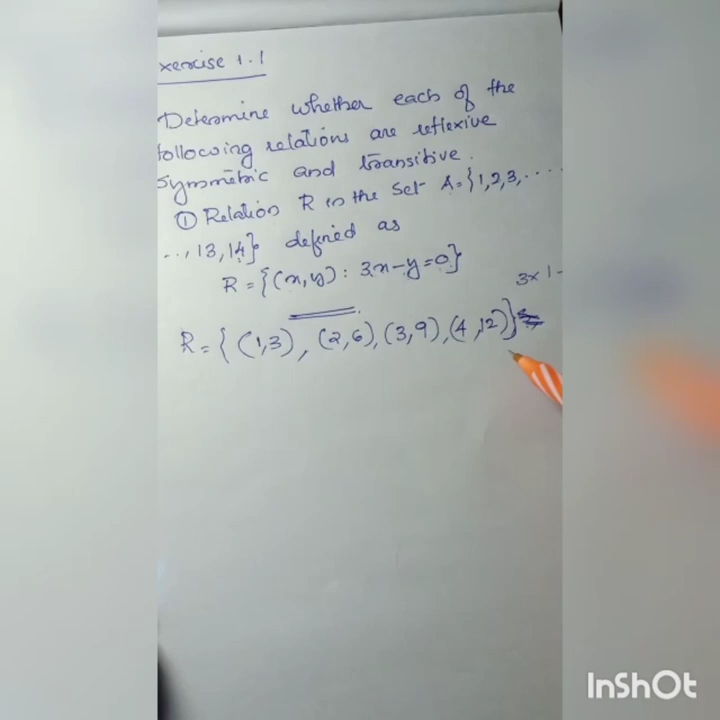 xercise 1.1
Determine whether each of the
following relations are reflexive
symmetric and transitive.
① Relation R in the set A={1,2,3,....
..,13,14} defined as
R={(x,y): 3x-y=0}
3x1-
R={(1,3), (2,6),(3,9),(4,12)}
InShOt